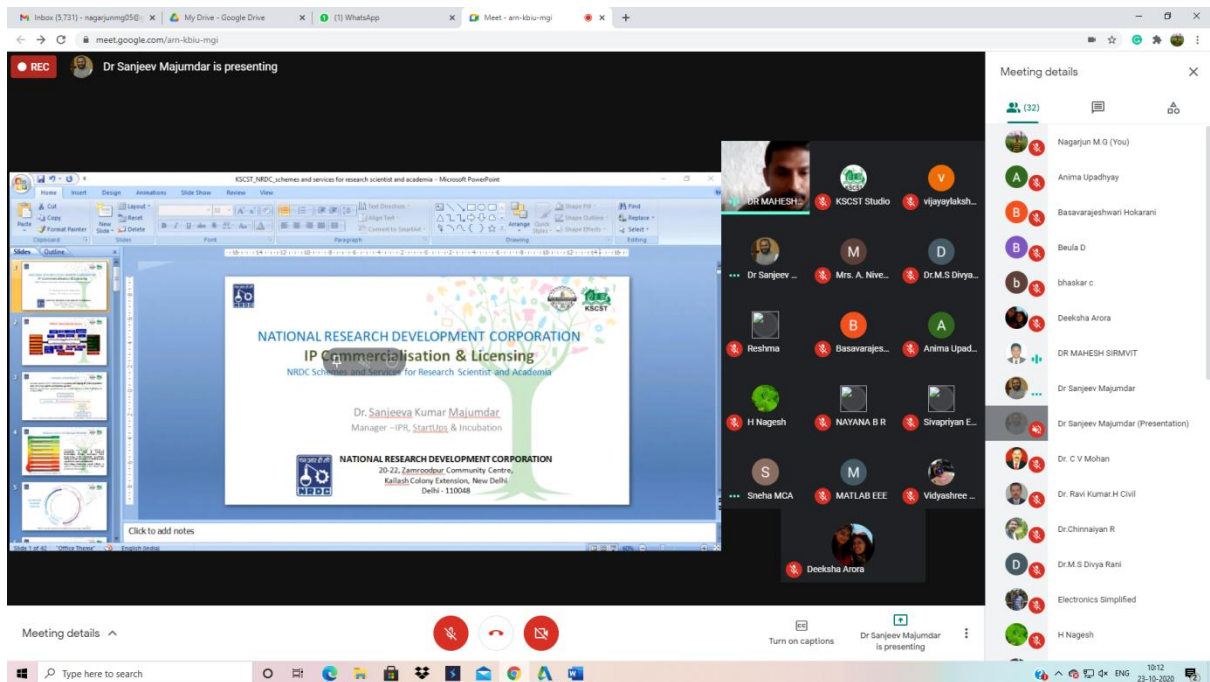 Inbox (5,731) - nagarjunmg05@
My Drive - Google Drive
(1) WhatsApp
Meet - arn-kbiu-mgi
meet.google.com/arn-kbiu-mgi
REC
Dr Sanjeev Majumdar is presenting
KSCST_NRDC_schemes and services for research scientist and academia - Microsoft PowerPoint
Home Insert Design Animations Slide Show Review View
Paste
Cut
Copy
Format Painter
Clipboard
New Slide
Layout
Reset
Delete
Slides
Font
Text Direction
Align Text
Convert to SmartArt
Paragraph
Arrange
Quick Styles
Shape Fill
Shape Outline
Shape Effects
Drawing
Find
Replace
Select
Editing
Slides Outline
KSCST
NATIONAL RESEARCH DEVELOPMENT CORPORATION
IP Commercialisation & Licensing
NRDC Schemes and Services for Research Scientist and Academia
Dr. Sanjeeva Kumar Majumdar
Manager –IPR, StartUps & Incubation
NRDC
NATIONAL RESEARCH DEVELOPMENT CORPORATION
20-22, Zamroodpur Community Centre,
Kailash Colony Extension, New Delhi
Delhi - 110048
Click to add notes
Slide 1 of 42 "Office Theme" English (India) 60%
DR MAHESH
KSCST Studio
vijayaylaksh...
Dr Sanjeev ...
M
Mrs. A. Nive...
D
Dr.M.S Divya...
Reshma
B
Basavarajes...
A
Anima Upad...
H Nagesh
NAYANA B R
Sivapriyan E...
S
Sneha MCA
M
MATLAB EEE
Vidyashree ...
Deeksha Arora
Meeting details
(32)
Nagarjun M.G (You)
A
Anima Upadhyay
B
Basavarajeshwari Hokarani
B
Beula D
b
bhaskar c
Deeksha Arora
DR MAHESH SIRMVIT
Dr Sanjeev Majumdar
Dr Sanjeev Majumdar (Presentation)
Dr. C V Mohan
Dr. Ravi Kumar.H Civil
Dr.Chinnaiyan R
D
Dr.M.S Divya Rani
Electronics Simplified
H Nagesh
Meeting details
Turn on captions
Dr Sanjeev Majumdar
is presenting
Type here to search
ENG
10:12
23-10-2020